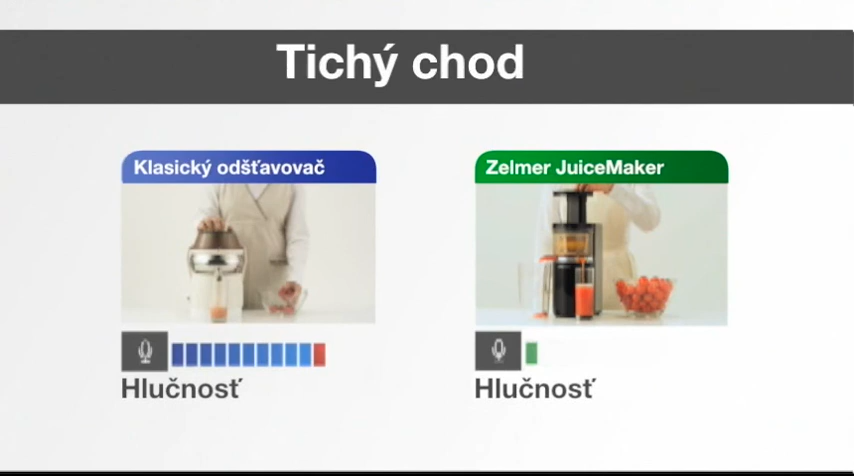 Tichý chod
Klasický odšťavovač
Zelmer JuiceMaker
Hlučnosť
Hlučnosť